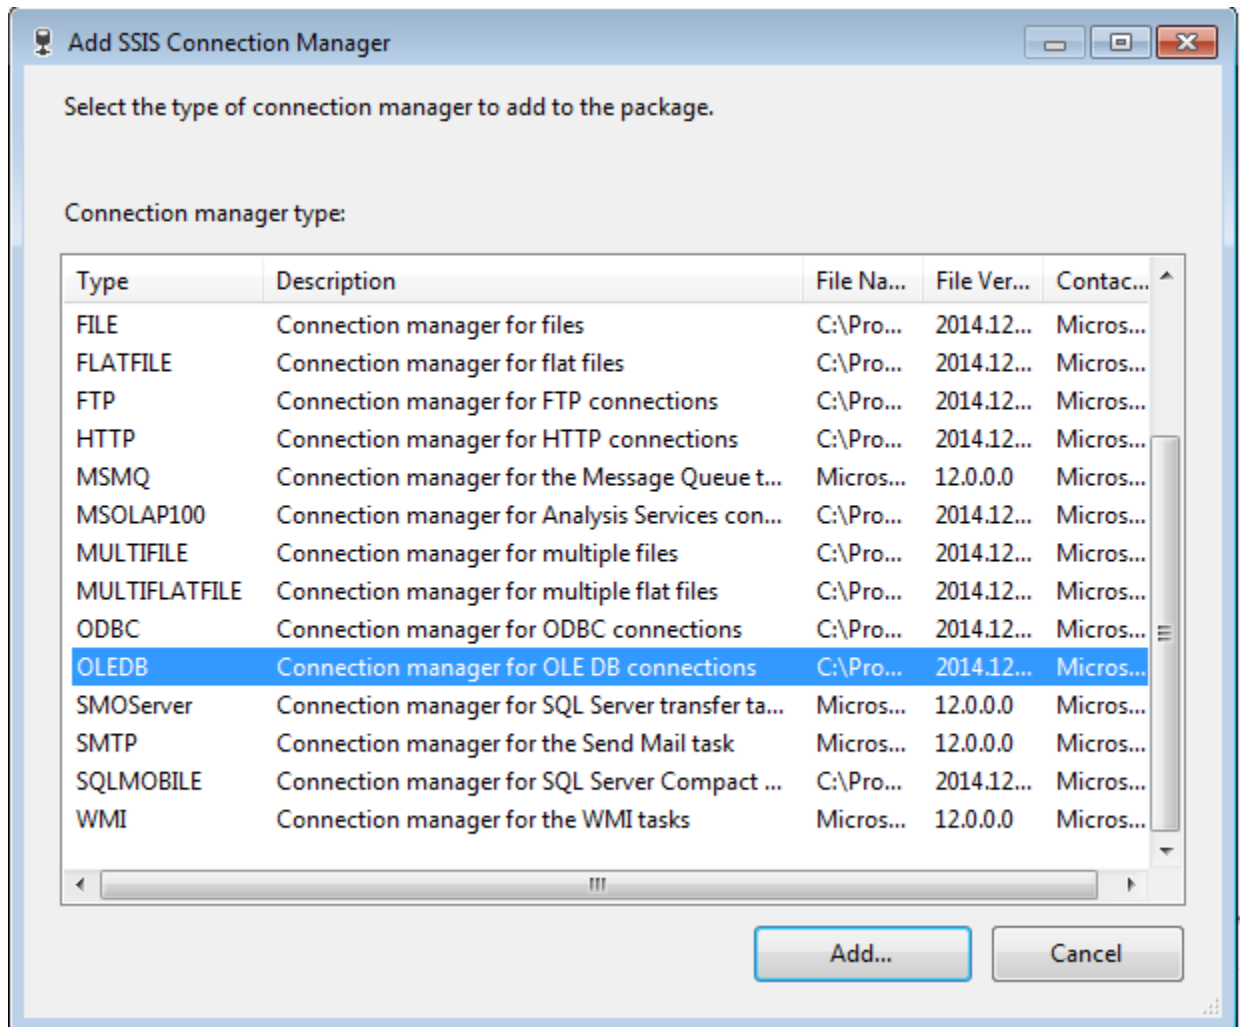 Add SSIS Connection Manager
Select the type of connection manager to add to the package.
Connection manager type:
Type Description File Na... File Ver... Contac...
FILE Connection manager for files C:\Pro... 2014.12... Micros...
FLATFILE Connection manager for flat files C:\Pro... 2014.12... Micros...
FTP Connection manager for FTP connections C:\Pro... 2014.12... Micros...
HTTP Connection manager for HTTP connections C:\Pro... 2014.12... Micros...
MSMQ Connection manager for the Message Queue t... Micros... 12.0.0.0 Micros...
MSOLAP100 Connection manager for Analysis Services con... C:\Pro... 2014.12... Micros...
MULTIFILE Connection manager for multiple files C:\Pro... 2014.12... Micros...
MULTIFLATFILE Connection manager for multiple flat files C:\Pro... 2014.12... Micros...
ODBC Connection manager for ODBC connections C:\Pro... 2014.12... Micros...
OLEDB Connection manager for OLE DB connections C:\Pro... 2014.12... Micros...
SMOServer Connection manager for SQL Server transfer ta... Micros... 12.0.0.0 Micros...
SMTP Connection manager for the Send Mail task Micros... 12.0.0.0 Micros...
SQLMOBILE Connection manager for SQL Server Compact ... C:\Pro... 2014.12... Micros...
WMI Connection manager for the WMI tasks Micros... 12.0.0.0 Micros...
Add... Cancel